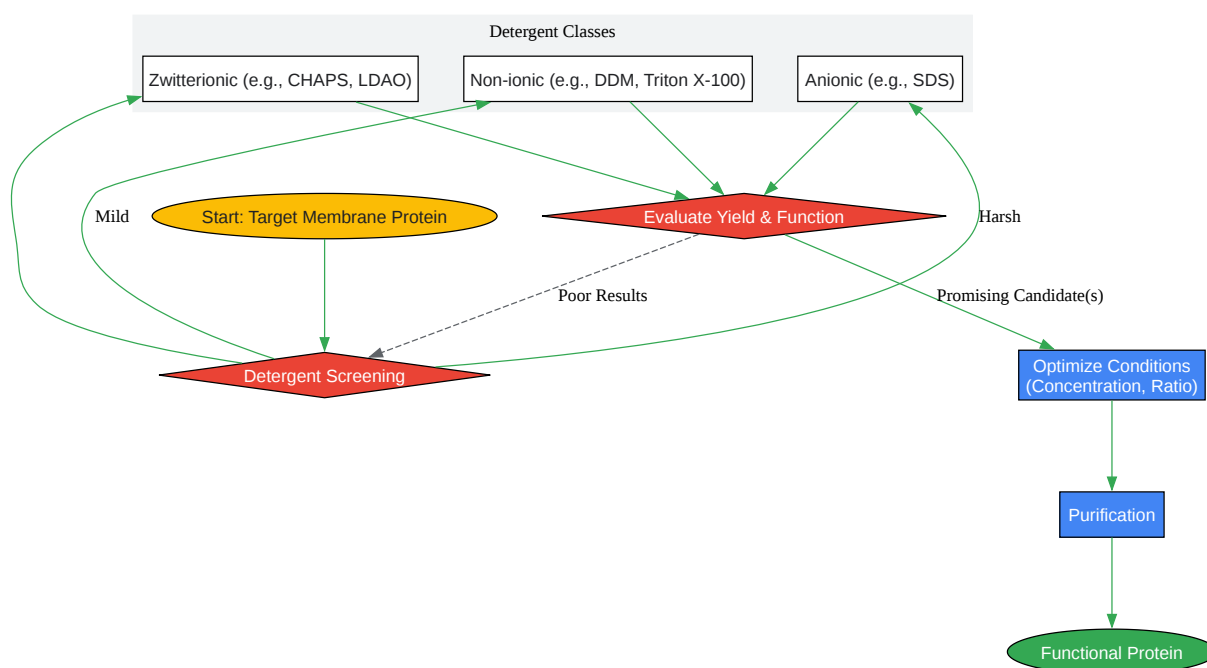 Detergent Classes
Zwitterionic (e.g., CHAPS, LDAO)
Non-ionic (e.g., DDM, Triton X-100)
Anionic (e.g., SDS)
Mild
Start: Target Membrane Protein
Evaluate Yield & Function
Harsh
Poor Results
Promising Candidate(s)
Detergent Screening
Optimize Conditions
(Concentration, Ratio)
Purification
Functional Protein